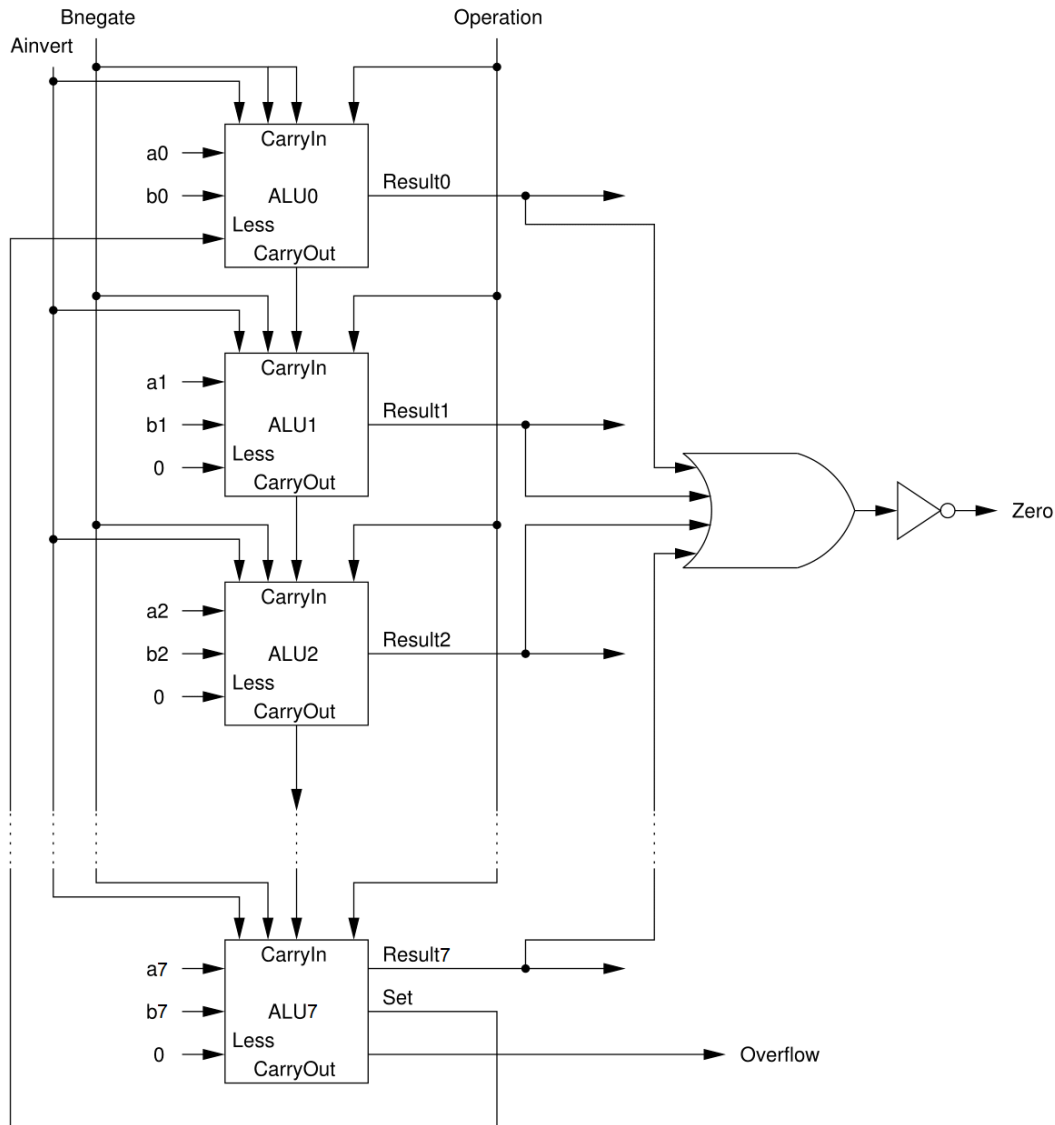 Bnegate
Operation
Ainvert
CarryIn
a0
Result0
b0
ALU0
Less
CarryOut
CarryIn
a1
Result1
b1
ALU1
0
Less
CarryOut
Zero
CarryIn
a2
Result2
b2
ALU2
0
Less
CarryOut
CarryIn
Result7
a7
Set
b7
ALU7
0
Less
Overflow
CarryOut